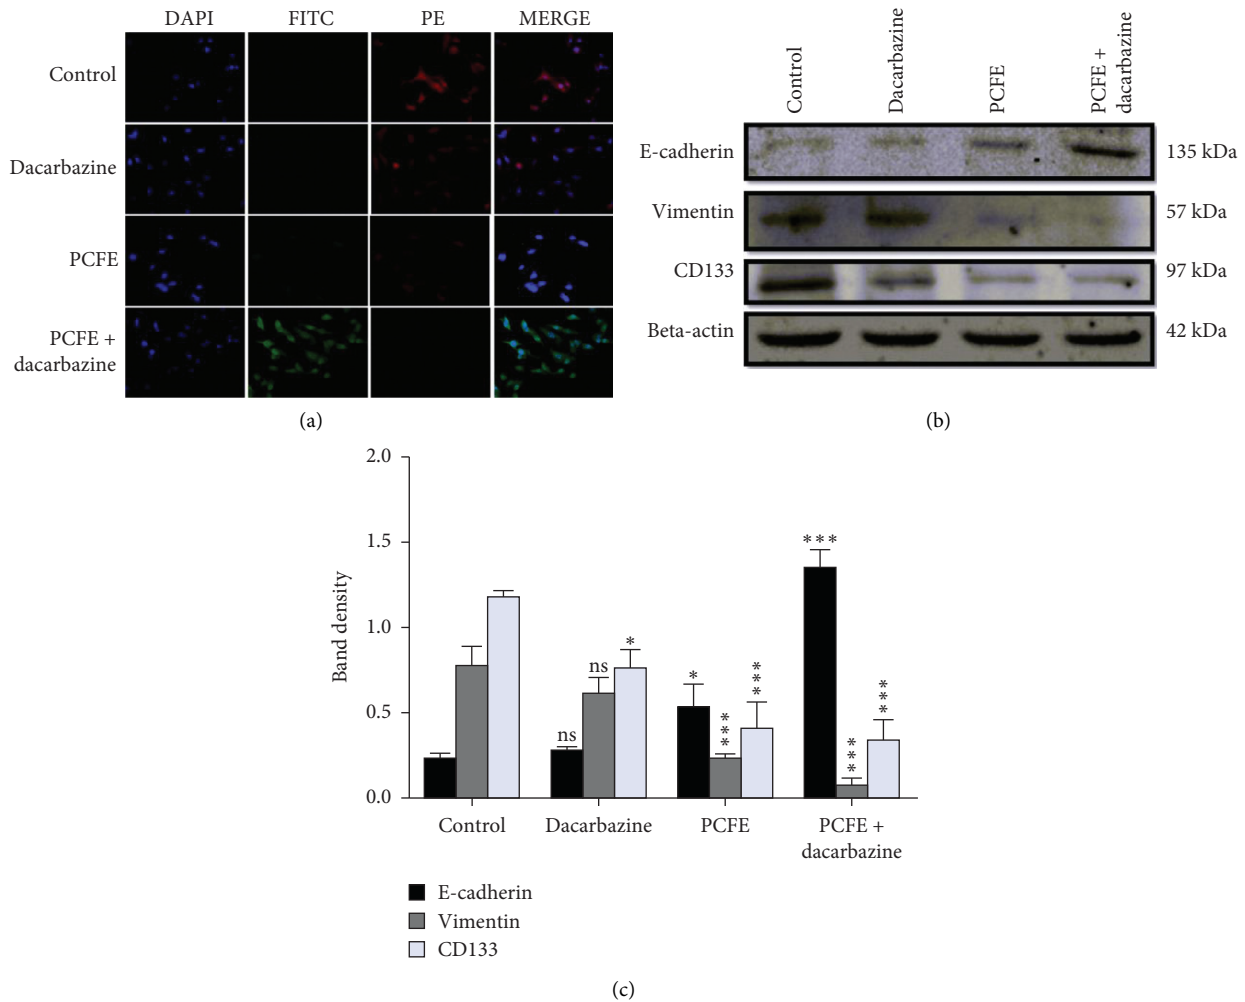 DAPI FITC PE MERGE
Control
Dacarbazine
PCFE
PCFE +
dacarbazine
(a)
Control
Dacarbazine
PCFE
PCFE +
dacarbazine
E-cadherin 135 kDa
Vimentin 57 kDa
CD133 97 kDa
Beta-actin 42 kDa
(b)
2.0
1.5
1.0
0.5
0.0
Band density
ns
ns
*
*
***
***
***
***
***
Control Dacarbazine PCFE PCFE +
dacarbazine
E-cadherin
Vimentin
CD133
(c)